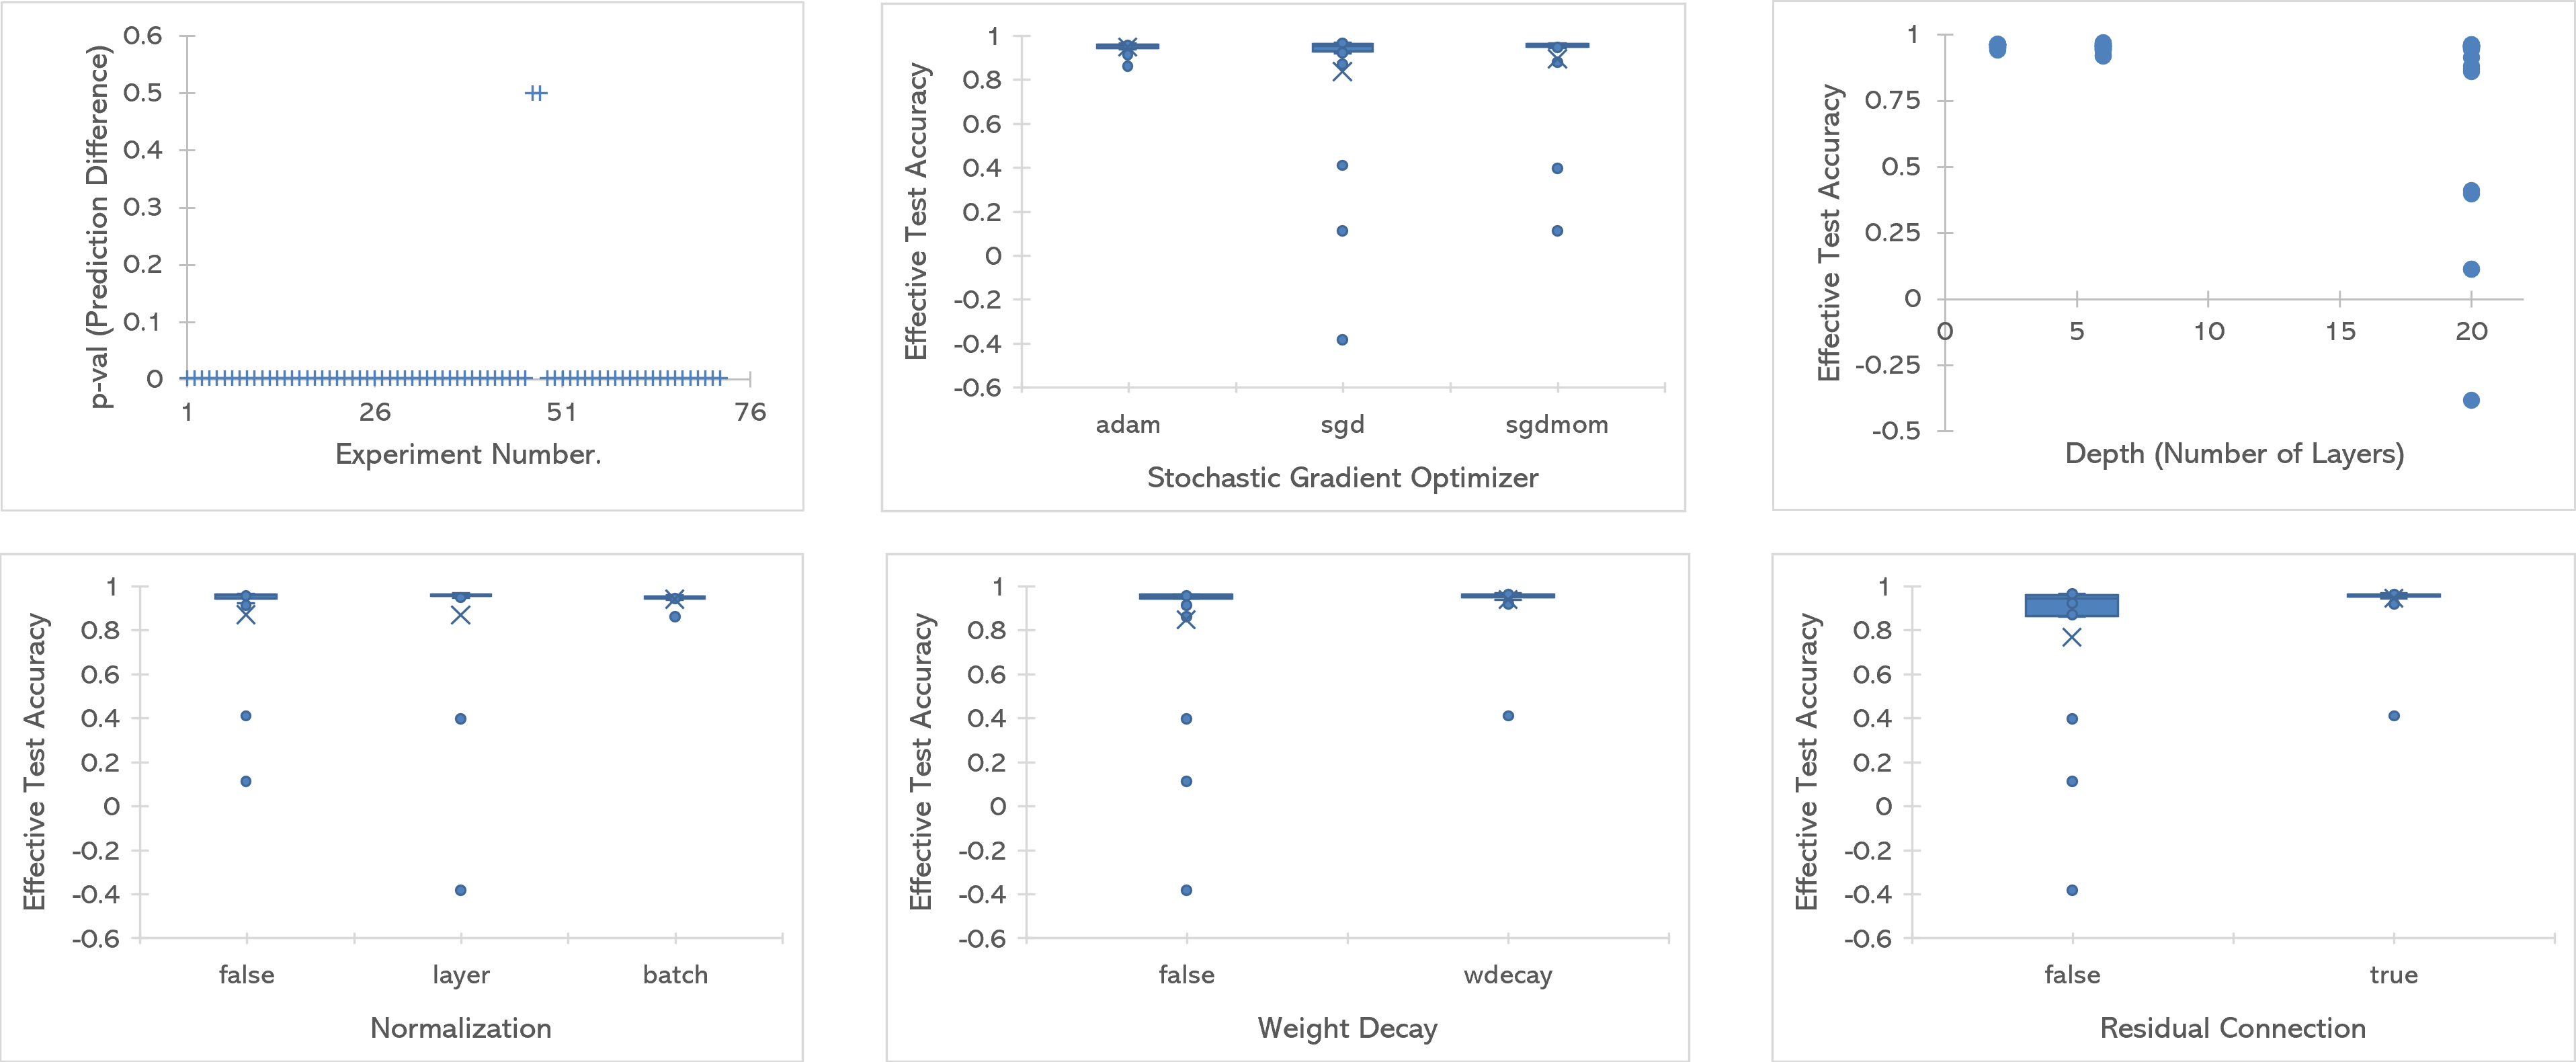 p-val (Prediction Difference)
0.6
0.5
0.4
0.3
0.2
0.1
0
1 26 51 76
Experiment Number.
Effective Test Accuracy
1
0.8
0.6
0.4
0.2
0
-0.2
-0.4
-0.6
adam sgd sgdmom
Stochastic Gradient Optimizer
Effective Test Accuracy
1
0.75
0.5
0.25
0
-0.25
-0.5
0 5 10 15 20
Depth (Number of Layers)
Effective Test Accuracy
1
0.8
0.6
0.4
0.2
0
-0.2
-0.4
-0.6
false layer batch
Normalization
Effective Test Accuracy
1
0.8
0.6
0.4
0.2
0
-0.2
-0.4
-0.6
false wdecay
Weight Decay
Effective Test Accuracy
1
0.8
0.6
0.4
0.2
0
-0.2
-0.4
-0.6
false true
Residual Connection